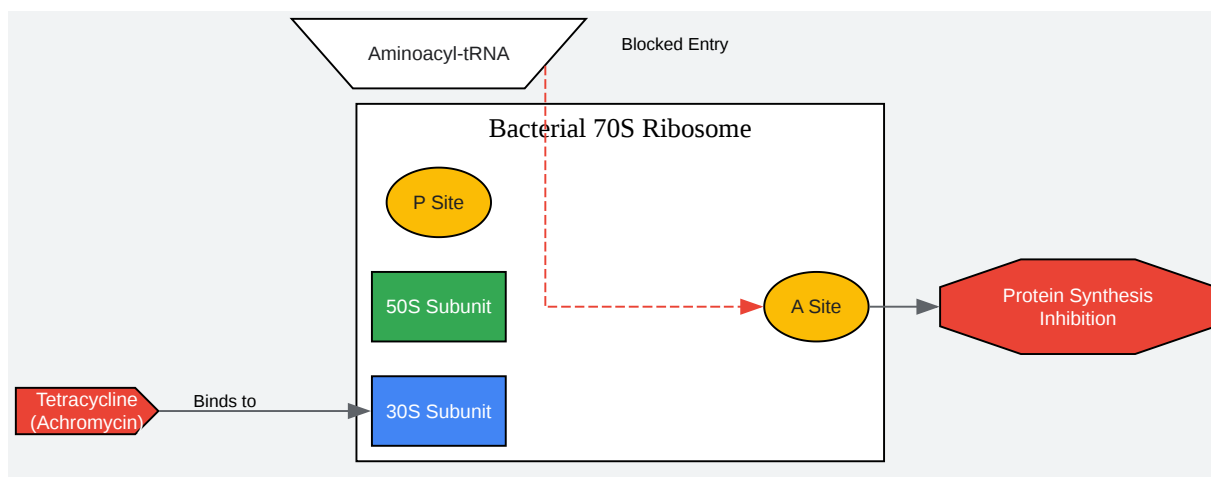 Aminoacyl-tRNA
Blocked Entry
Bacterial 70S Ribosome
P Site
50S Subunit
A Site
Protein Synthesis
Inhibition
Tetracycline
(Achromycin)
Binds to
30S Subunit